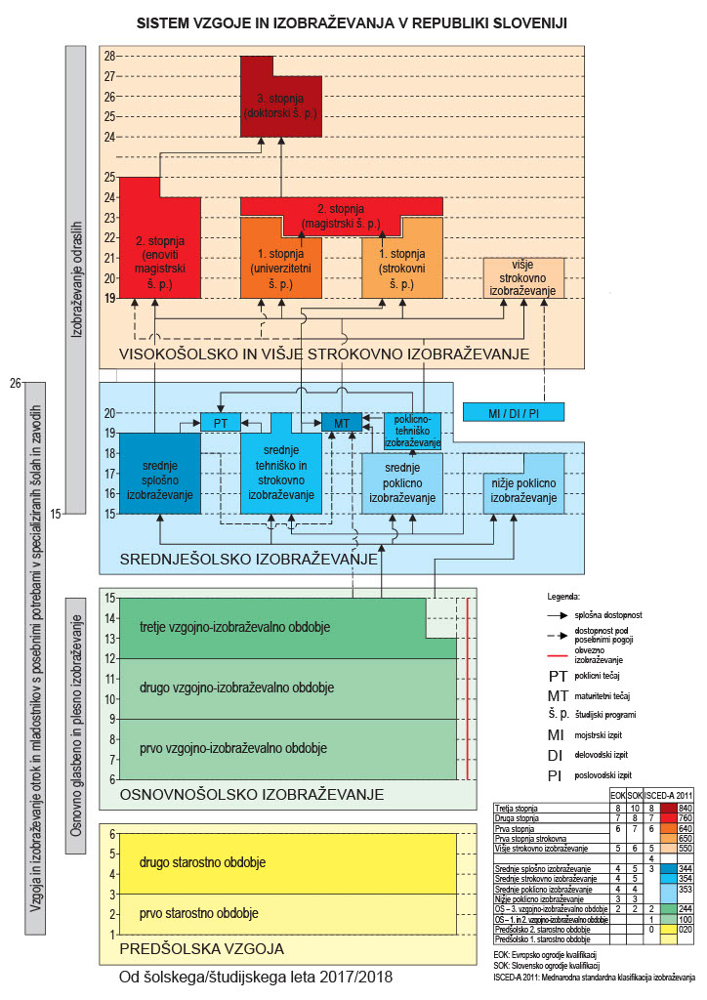 SISTEM VZGOJE IN IZOBRAŽEVANJA V REPUBLIKI SLOVENIJI
28
27
26
25
24
3. stopnja
(doktorski š. p.)
25
24
23
22
21
20
19
2. stopnja
(enoviti
magistrski
š. p.)
2. stopnja
(magistrski š. p.)
1. stopnja
(univerzitetni
š. p.)
1. stopnja
(strokovni
š. p.)
višje
strokovno
izobraževanje
VISOKOŠOLSKO IN VIŠJE STROKOVNO IZOBRAŽEVANJE
Izobraževanje odraslih
26
15
20
19
18
17
16
15
PT
MT
poklicno-
tehniško
izobraževanje
MI / DI / PI
srednje
splošno
izobraževanje
srednje
tehniško in
strokovno
izobraževanje
srednje
poklicno
izobraževanje
nižje poklicno
izobraževanje
SREDNJEŠOLSKO IZOBRAŽEVANJE
Vzgoja in izobraževanje otrok in mladostnikov s posebnimi potrebami v specializiranih šolah in zavodih
Osnovno glasbeno in plesno izobraževanje
15
14
13
12
11
10
9
8
7
6
tretje vzgojno-izobraževalno obdobje
drugo vzgojno-izobraževalno obdobje
prvo vzgojno-izobraževalno obdobje
OSNOVNOŠOLSKO IZOBRAŽEVANJE
6
5
4
3
2
1
drugo starostno obdobje
prvo starostno obdobje
PREDŠOLSKA VZGOJA
Od šolskega/študijskega leta 2017/2018
Legenda:
splošna dostopnost
dostopnost pod
posebnimi pogoji
obvezno
izobraževanje
PT poklicni tečaj
MT maturitetni tečaj
Š. p. študijski programi
MI mojstrski izpit
DI delovodski izpit
PI poslovodski izpit
EOK SOK ISCED-A 2011
Tretja stopnja 8 10 8 840
Druga stopnja 7 8 7 760
Prva stopnja 6 7 6 640
Prva stopnja strokovna 650
Višje strokovno izobraževanje 5 6 5 550
4
Srednje splošno izobraževanje 4 5 3 344
Srednje strokovno izobraževanje 4 5 354
Srednje poklicno izobraževanje 4 4 353
Nižje poklicno izobraževanje 3 3
OŠ – 3. vzgojno-izobraževalno obdobje 2 2 2 244
OŠ – 1. in 2. vzgojno-izobraževalno obdobje 1 100
Predšolsko 2. starostno obdobje 0 020
Predšolsko 1. starostno obdobje
EOK: Evropsko ogrodje kvalifikacij
SOK: Slovensko ogrodje kvalifikacij
ISCED-A 2011: Mednarodna standardna klasifikacija izobraževanja